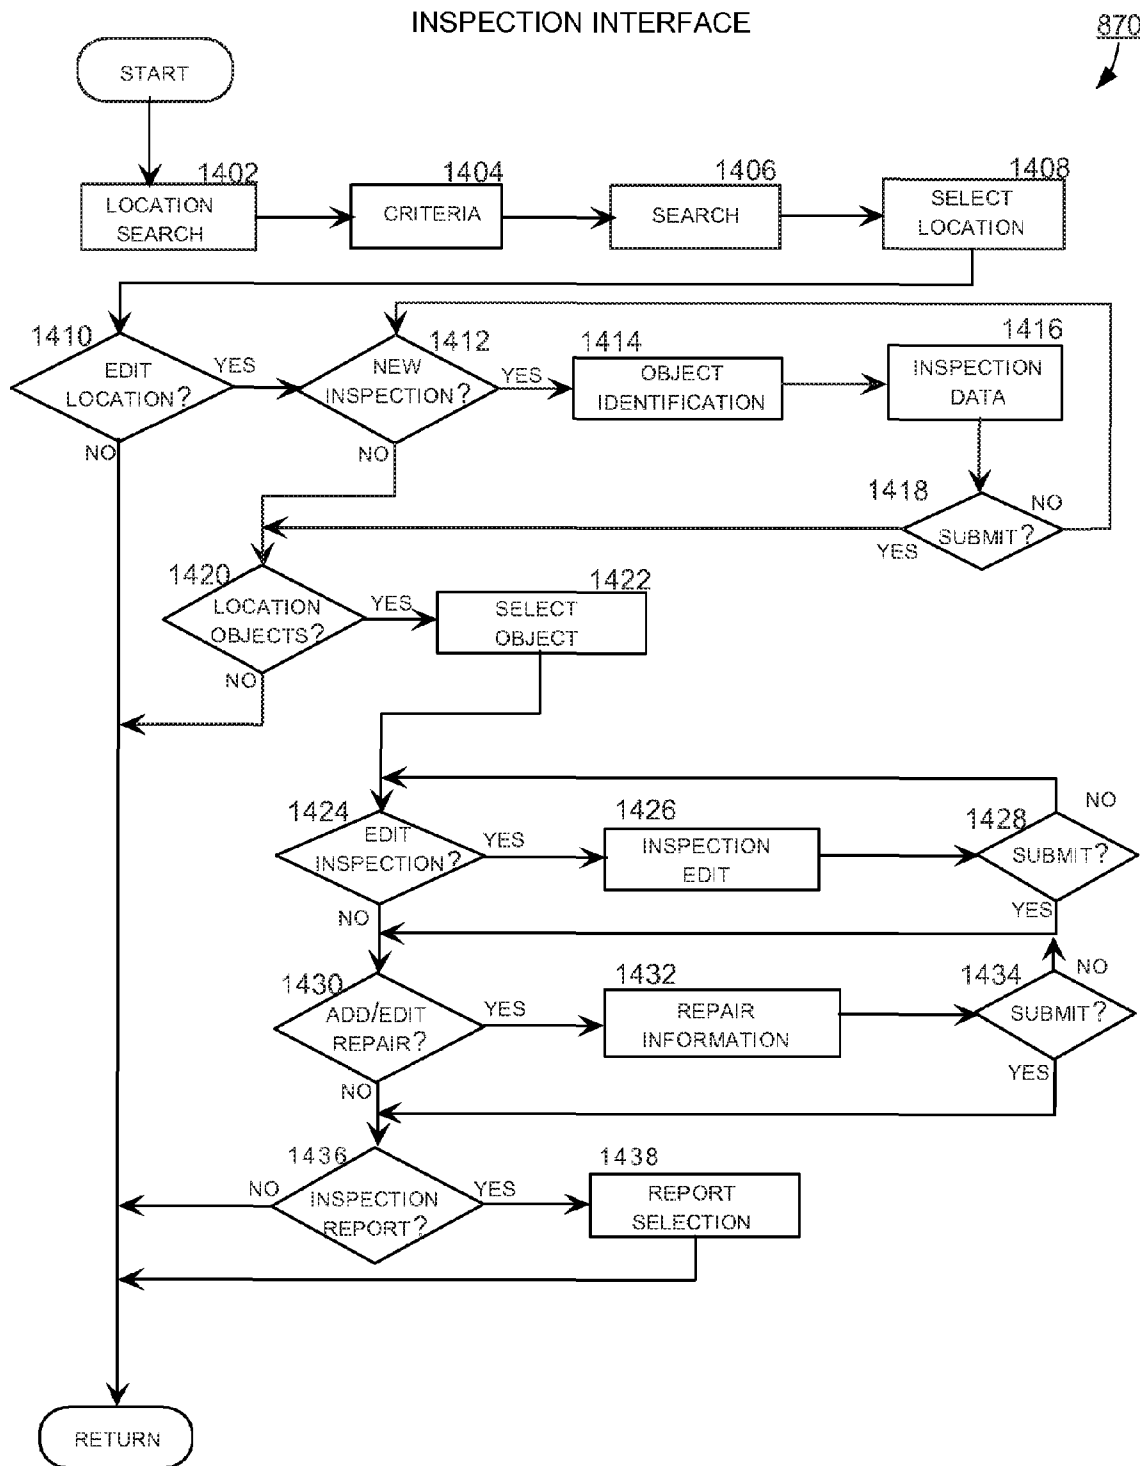 INSPECTION INTERFACE
870
START
1402
LOCATION
SEARCH
1404
CRITERIA
1406
SEARCH
1408
SELECT
LOCATION
1410
EDIT
LOCATION?
YES
NO
1412
NEW
INSPECTION?
YES
NO
1414
OBJECT
IDENTIFICATION
1416
INSPECTION
DATA
1418
SUBMIT?
NO
YES
1420
LOCATION
OBJECTS?
YES
NO
1422
SELECT
OBJECT
1424
EDIT
INSPECTION?
YES
NO
1426
INSPECTION
EDIT
1428
SUBMIT?
NO
YES
1430
ADD/EDIT
REPAIR?
YES
NO
1432
REPAIR
INFORMATION
1434
SUBMIT?
NO
YES
1436
INSPECTION
REPORT?
NO
YES
1438
REPORT
SELECTION
RETURN